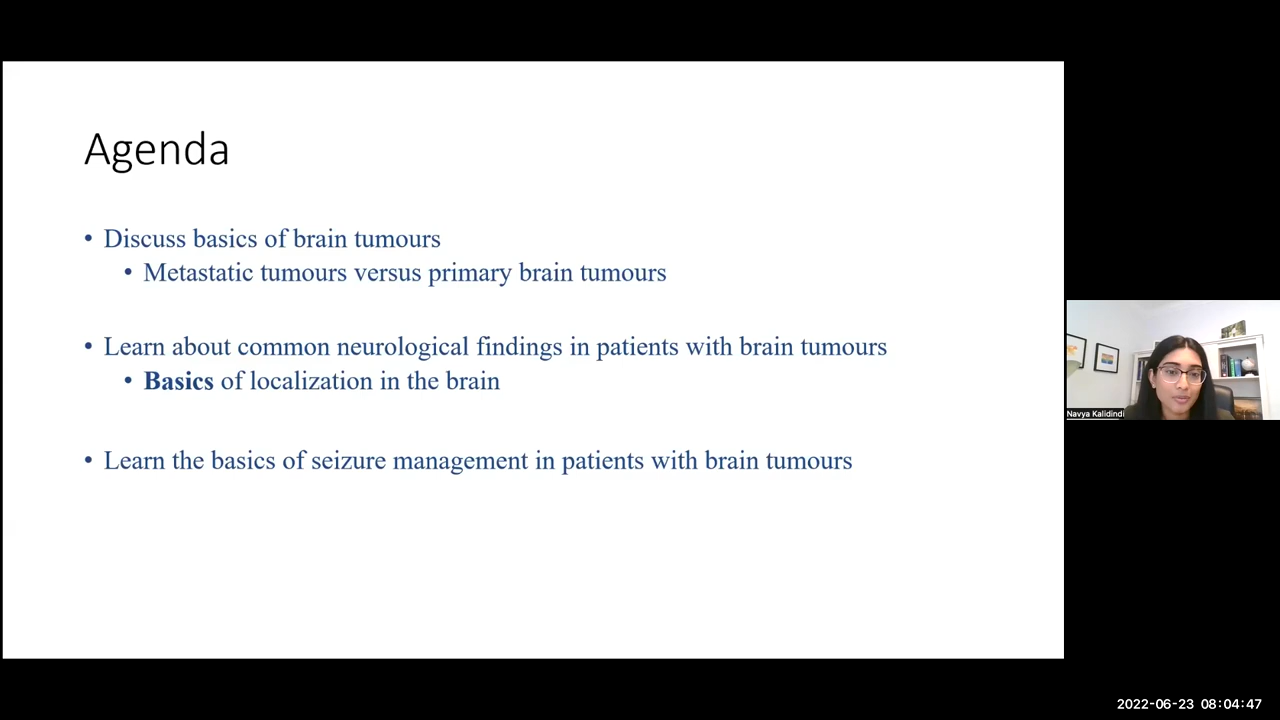 Agenda
• Discuss basics of brain tumours
• Metastatic tumours versus primary brain tumours
• Learn about common neurological findings in patients with brain tumours
• Basics of localization in the brain
• Learn the basics of seizure management in patients with brain tumours
Navya Kalidindi
2022-06-23 08:04:47